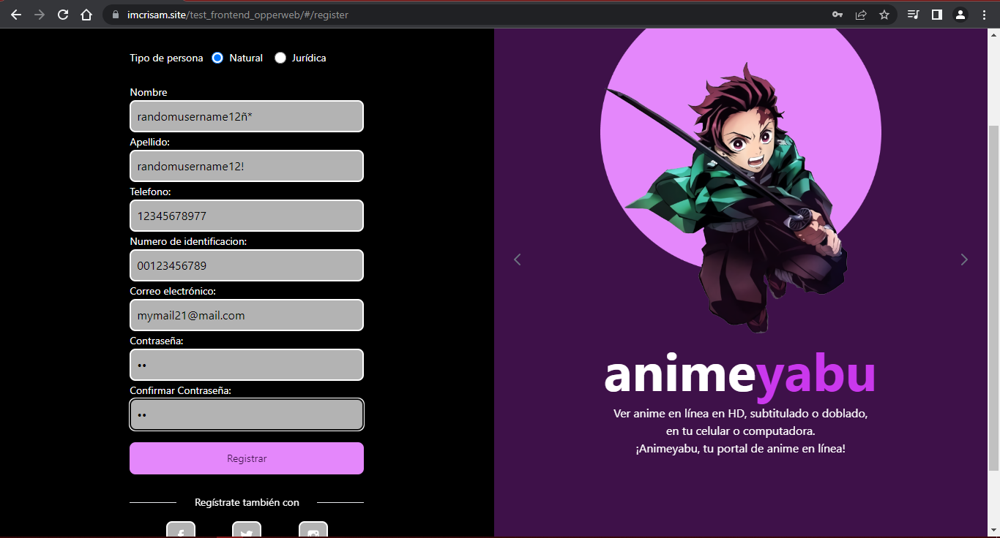 imcrisam.site/test_frontend_opperweb/#/register
Tipo de persona Natural Jurídica
Nombre
randomusername12ñ*
Apellido:
randomusername12!
Telefono:
12345678977
Numero de identificacion:
00123456789
Correo electrónico:
mymail21@mail.com
Contraseña:
••
Confirmar Contraseña:
••
Registrar
Regístrate también con
animeyabu
Ver anime en línea en HD, subtitulado o doblado,
en tu celular o computadora.
¡Animeyabu, tu portal de anime en línea!